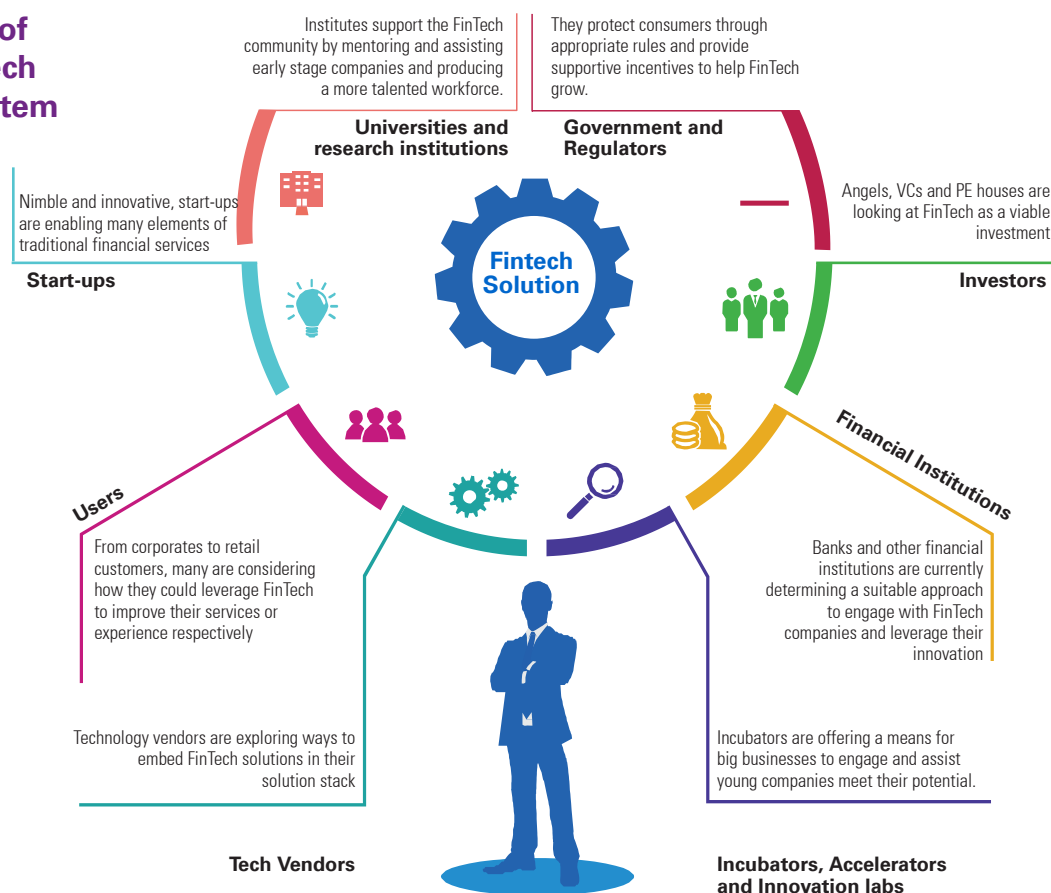 of
ech
tem
Institutes support the FinTech
community by mentoring and assisting
early stage companies and producing
a more talented workforce.
Universities and
research institutions
They protect consumers through
appropriate rules and provide
supportive incentives to help FinTech
grow.
Government and
Regulators
Nimble and innovative, start-ups
are enabling many elements of
traditional financial services
Start-ups
Fintech
Solution
Angels, VCs and PE houses are
looking at FinTech as a viable
investment
Investors
Users
From corporates to retail
customers, many are considering
how they could leverage FinTech
to improve their services or
experience respectively
Financial Institutions
Banks and other financial
institutions are currently
determining a suitable approach
to engage with FinTech
companies and leverage their
innovation
Technology vendors are exploring ways to
embed FinTech solutions in their
solution stack
Tech Vendors
Incubators are offering a means for
big businesses to engage and assist
young companies meet their potential.
Incubators, Accelerators
and Innovation labs